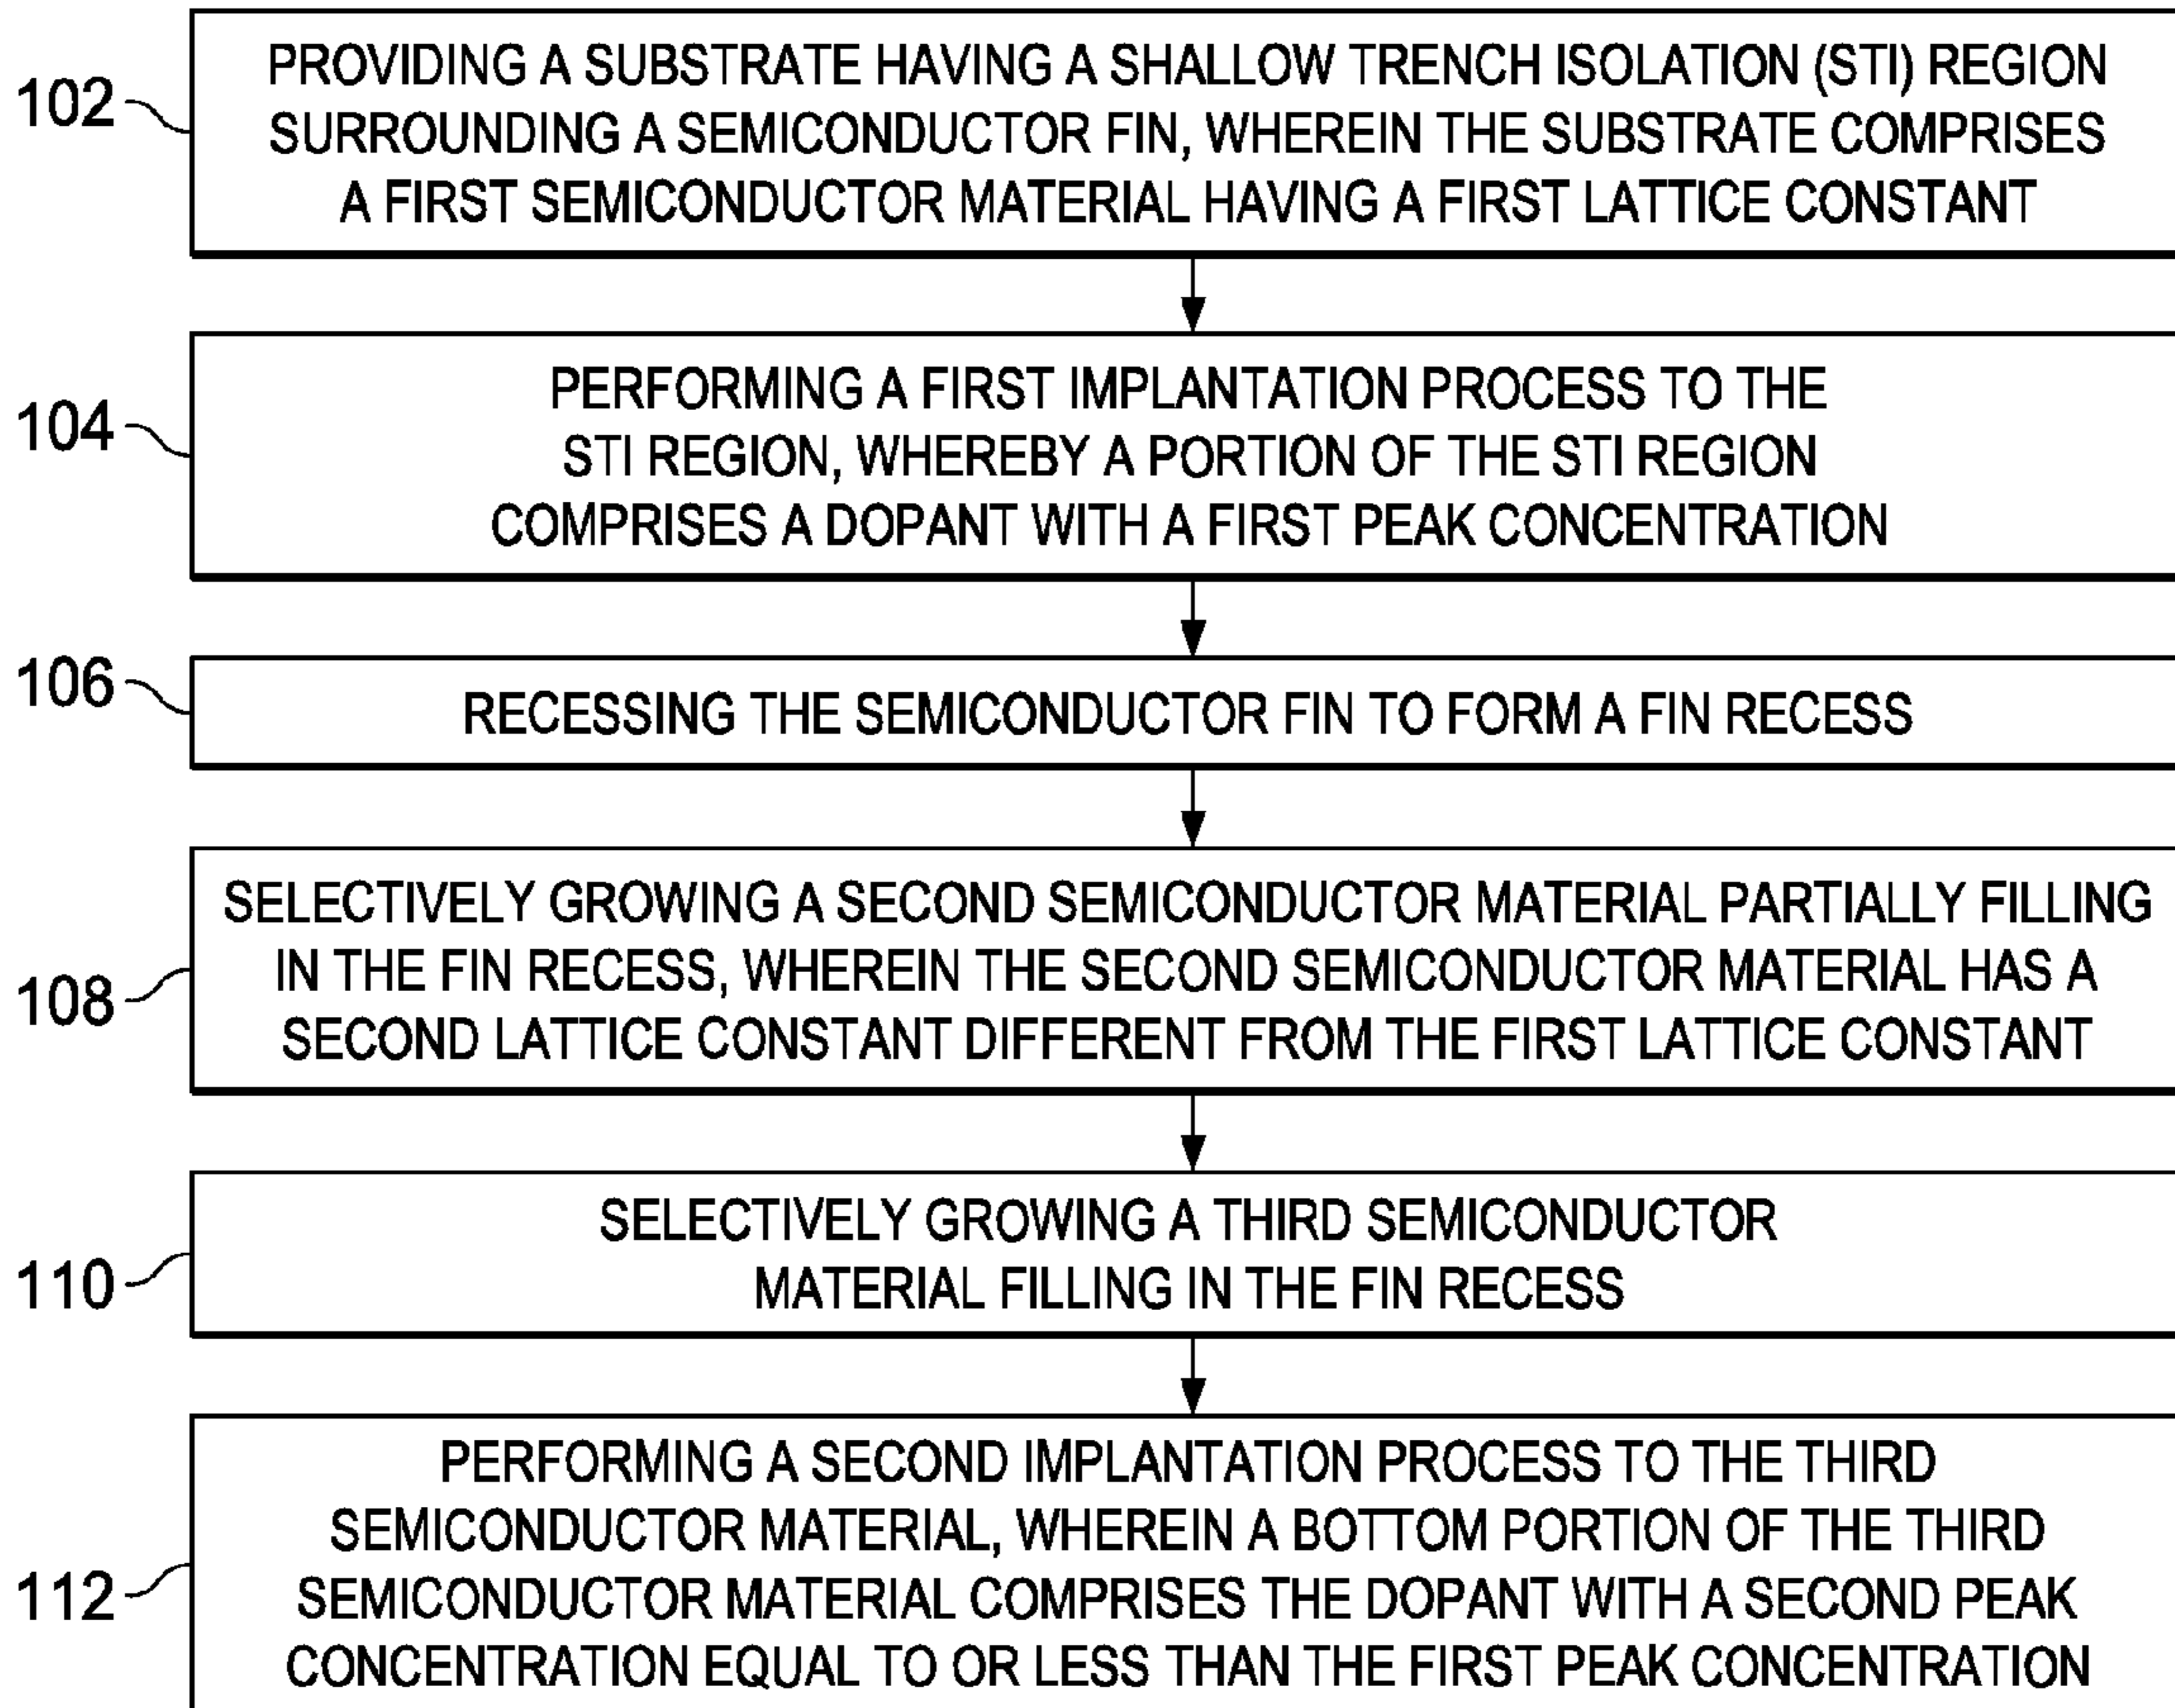 102
PROVIDING A SUBSTRATE HAVING A SHALLOW TRENCH ISOLATION (STI) REGION
SURROUNDING A SEMICONDUCTOR FIN, WHEREIN THE SUBSTRATE COMPRISES
A FIRST SEMICONDUCTOR MATERIAL HAVING A FIRST LATTICE CONSTANT
104
PERFORMING A FIRST IMPLANTATION PROCESS TO THE
STI REGION, WHEREBY A PORTION OF THE STI REGION
COMPRISES A DOPANT WITH A FIRST PEAK CONCENTRATION
106
RECESSING THE SEMICONDUCTOR FIN TO FORM A FIN RECESS
108
SELECTIVELY GROWING A SECOND SEMICONDUCTOR MATERIAL PARTIALLY FILLING
IN THE FIN RECESS, WHEREIN THE SECOND SEMICONDUCTOR MATERIAL HAS A
SECOND LATTICE CONSTANT DIFFERENT FROM THE FIRST LATTICE CONSTANT
110
SELECTIVELY GROWING A THIRD SEMICONDUCTOR
MATERIAL FILLING IN THE FIN RECESS
112
PERFORMING A SECOND IMPLANTATION PROCESS TO THE THIRD
SEMICONDUCTOR MATERIAL, WHEREIN A BOTTOM PORTION OF THE THIRD
SEMICONDUCTOR MATERIAL COMPRISES THE DOPANT WITH A SECOND PEAK
CONCENTRATION EQUAL TO OR LESS THAN THE FIRST PEAK CONCENTRATION